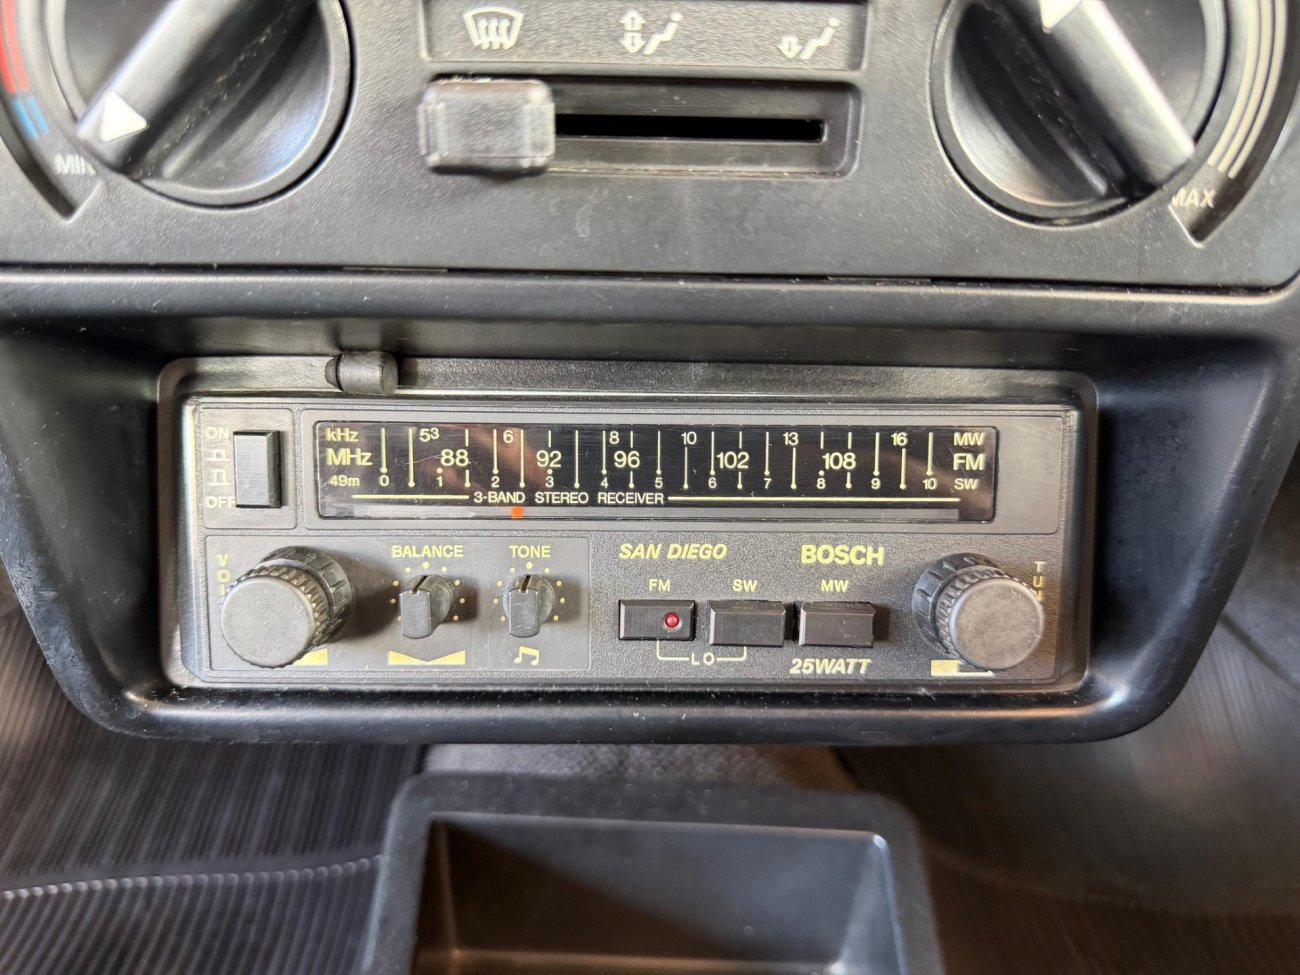 MIN
MAX
ON
OFF
kHz 5³ 6 8 10 13 16 MW
MHz 88 92 96 102 108 FM
49m 0 1 2 3 4 5 6 7 8 9 10 SW
3-BAND STEREO RECEIVER
VOL
BALANCE TONE
SAN DIEGO BOSCH
FM SW MW
LO
25WATT